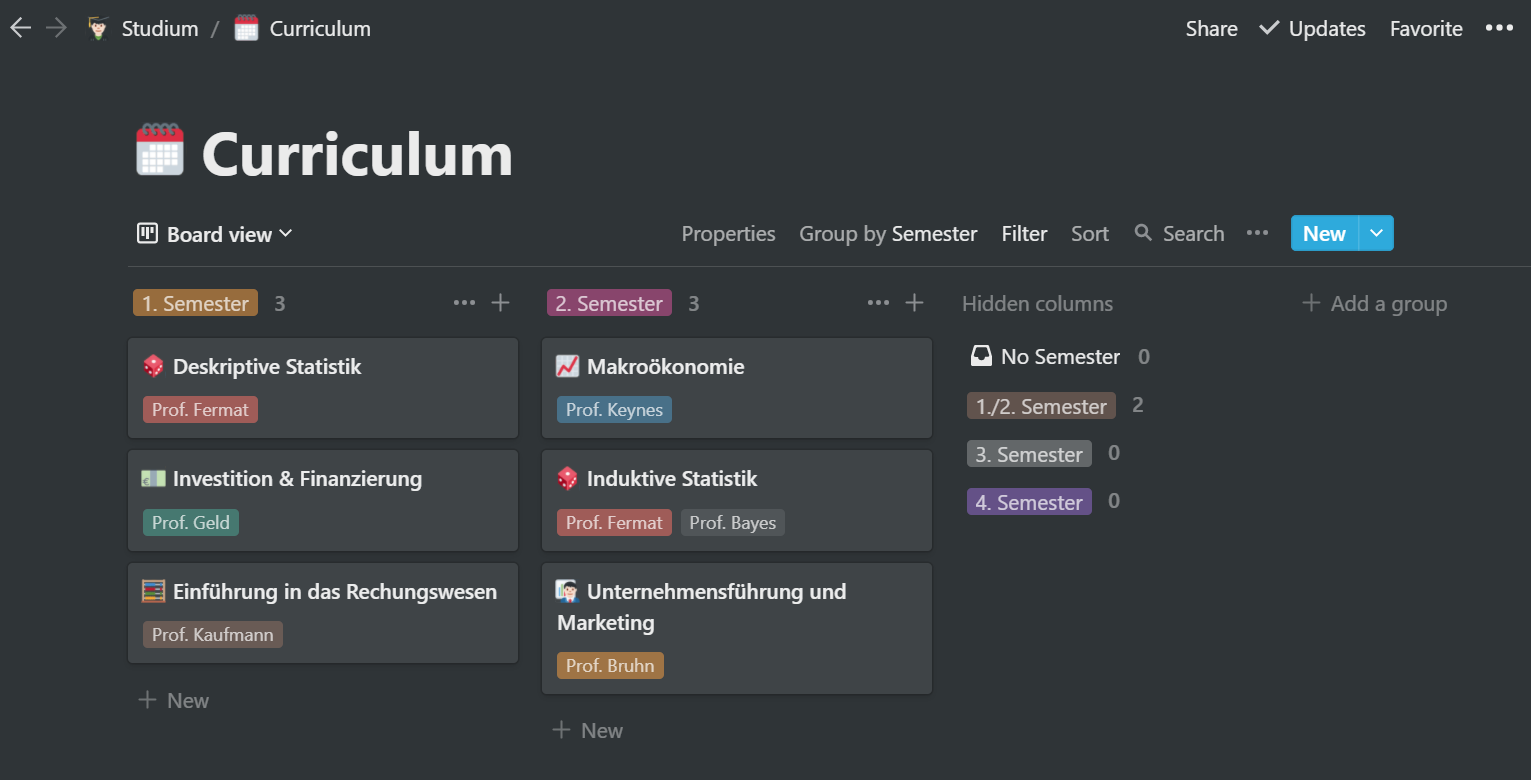 Studium / Curriculum
Share Updates Favorite
Curriculum
Board view Properties Group by Semester Filter Sort Search New
1. Semester 3
Deskriptive Statistik
Prof. Fermat
Investition & Finanzierung
Prof. Geld
Einführung in das Rechungswesen
Prof. Kaufmann
+ New
2. Semester 3
Makroökonomie
Prof. Keynes
Induktive Statistik
Prof. Fermat Prof. Bayes
Unternehmensführung und
Marketing
Prof. Bruhn
+ New
Hidden columns
No Semester 0
1./2. Semester 2
3. Semester 0
4. Semester 0
+ Add a group